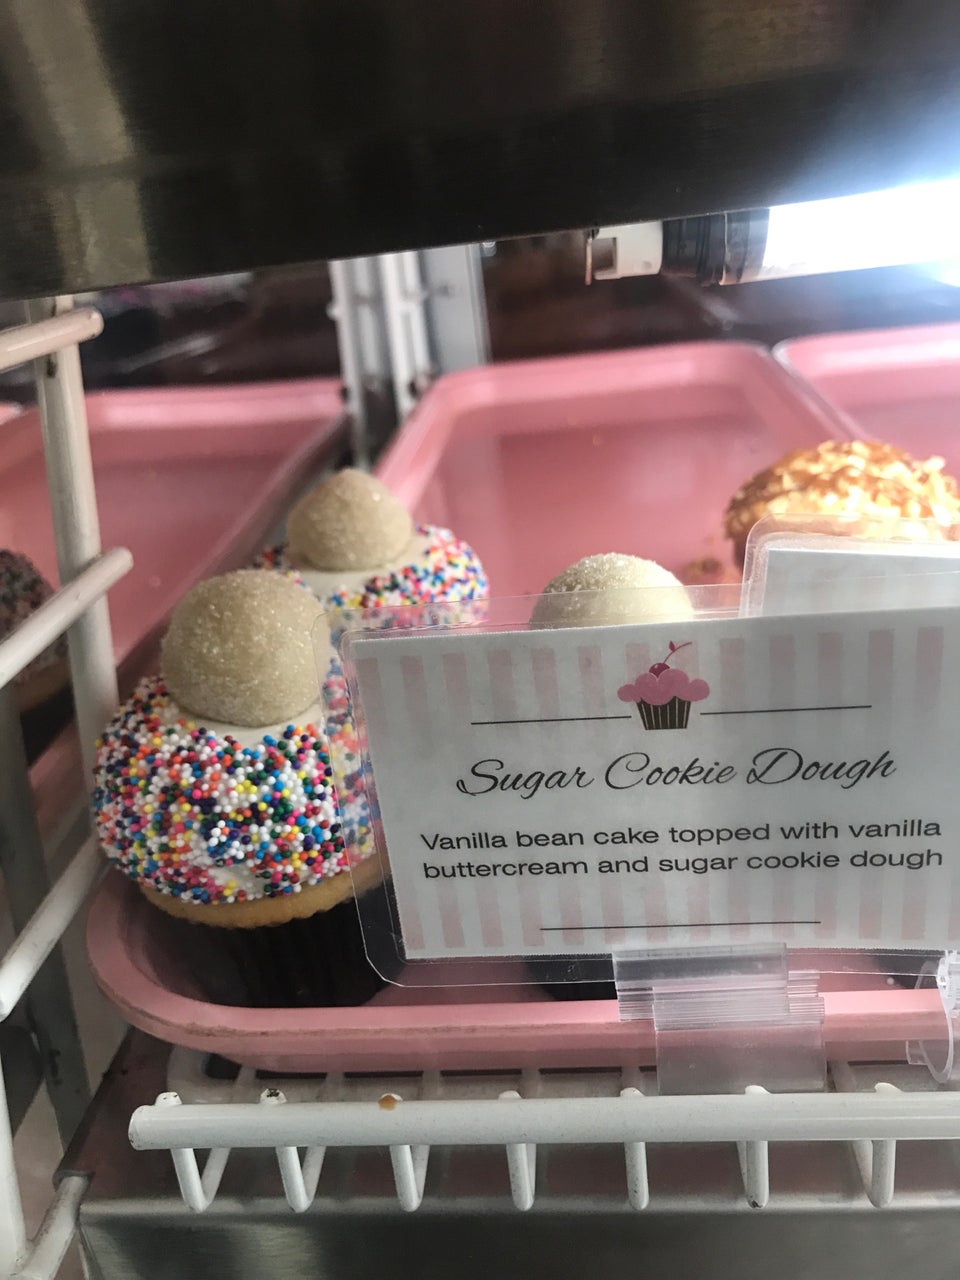 Sugar Cookie Dough
Vanilla bean cake topped with vanilla
buttercream and sugar cookie dough